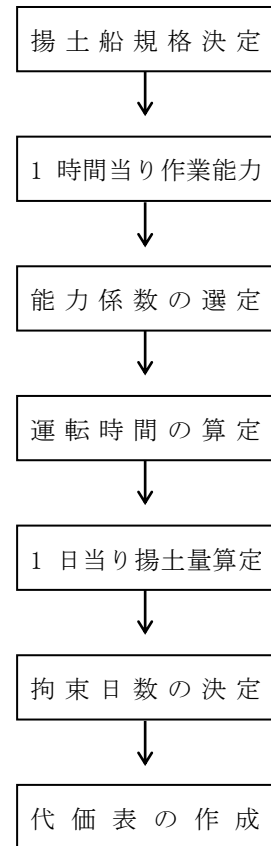 揚土船規格決定
1 時間当り作業能力
能力係数の選定
運転時間の算定
1 日当り揚土量算定
拘束日数の決定
代価表の作成